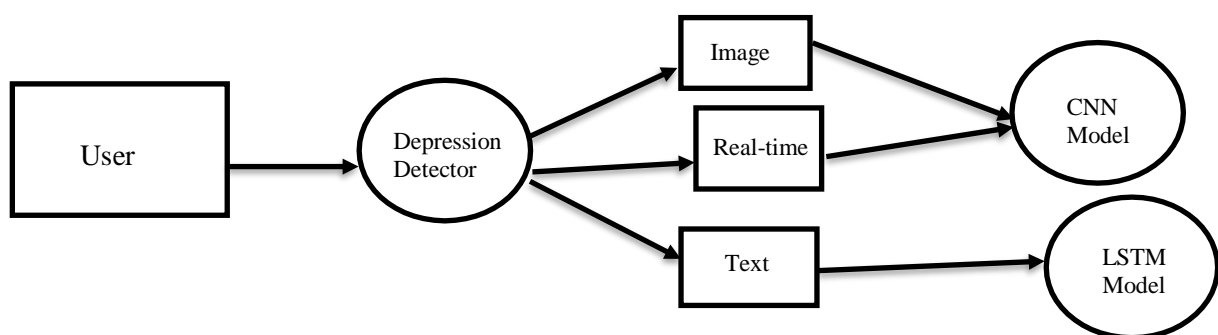 User
Depression
Detector
Image
Real-time
Text
CNN
Model
LSTM
Model